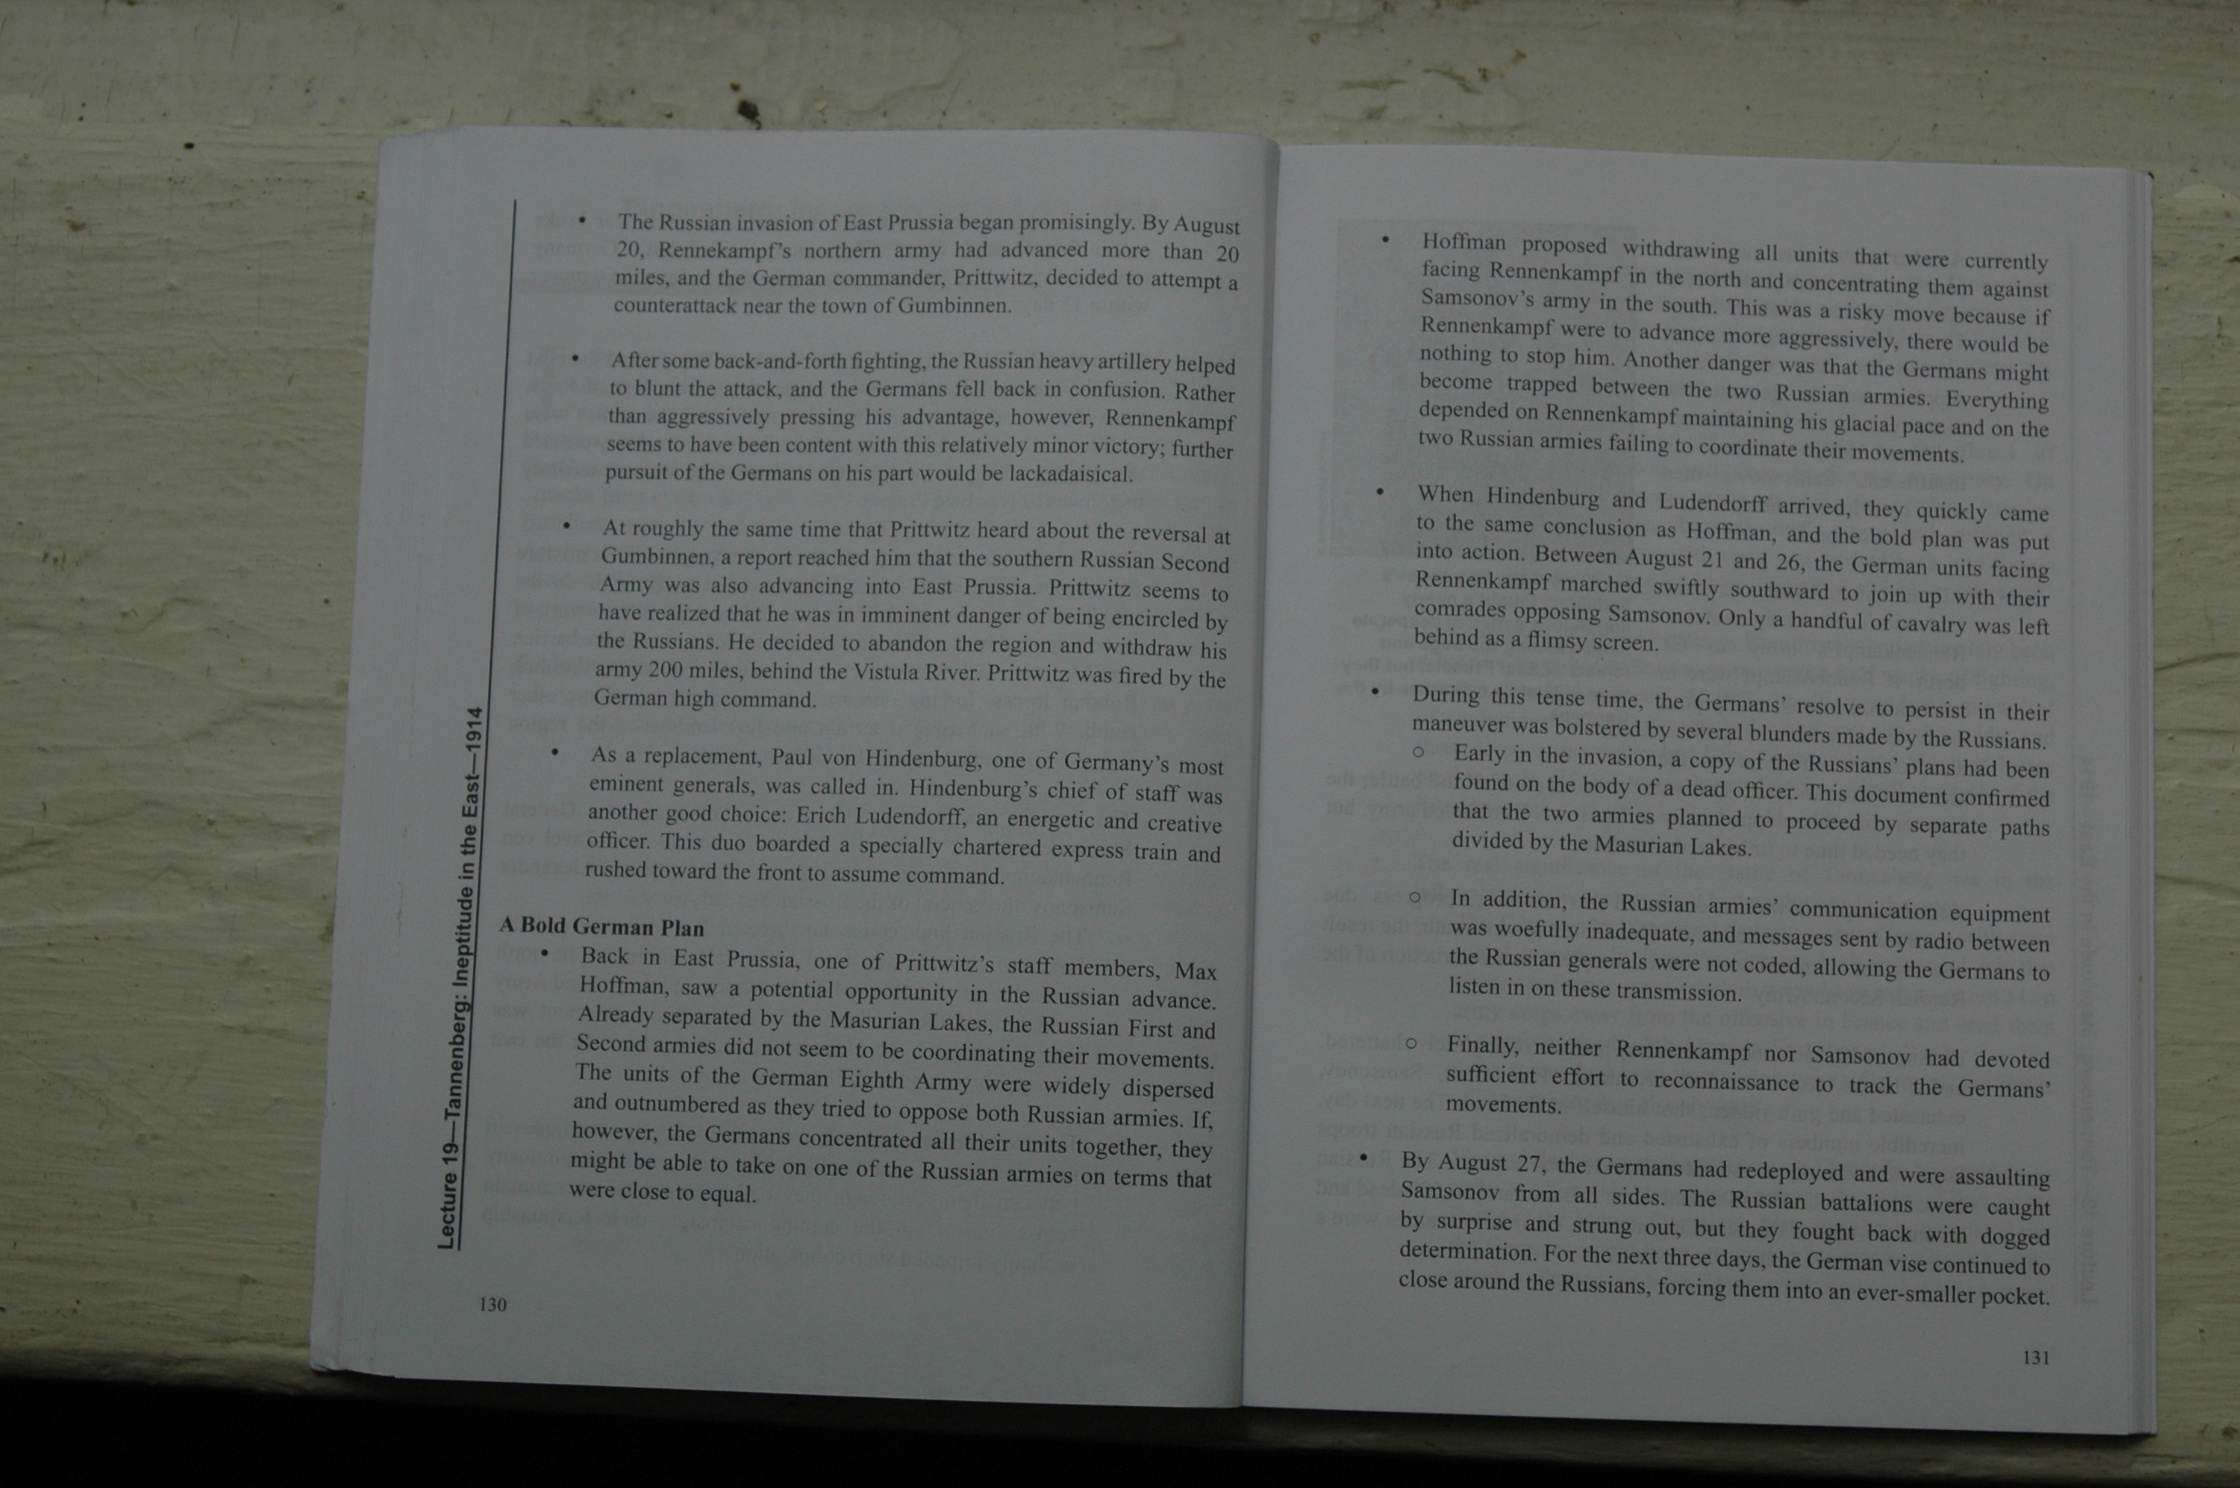 Lecture 19—Tannenberg: Ineptitude in the East—1914
• The Russian invasion of East Prussia began promisingly. By August
20, Rennekampf's northern army had advanced more than 20
miles, and the German commander, Prittwitz, decided to attempt a
counterattack near the town of Gumbinnen.
• After some back-and-forth fighting, the Russian heavy artillery helped
to blunt the attack, and the Germans fell back in confusion. Rather
than aggressively pressing his advantage, however, Rennenkampf
seems to have been content with this relatively minor victory; further
pursuit of the Germans on his part would be lackadaisical.
• At roughly the same time that Prittwitz heard about the reversal at
Gumbinnen, a report reached him that the southern Russian Second
Army was also advancing into East Prussia. Prittwitz seems to
have realized that he was in imminent danger of being encircled by
the Russians. He decided to abandon the region and withdraw his
army 200 miles, behind the Vistula River. Prittwitz was fired by the
German high command.
• As a replacement, Paul von Hindenburg, one of Germany's most
eminent generals, was called in. Hindenburg's chief of staff was
another good choice: Erich Ludendorff, an energetic and creative
officer. This duo boarded a specially chartered express train and
rushed toward the front to assume command.
A Bold German Plan
• Back in East Prussia, one of Prittwitz's staff members, Max
Hoffman, saw a potential opportunity in the Russian advance.
Already separated by the Masurian Lakes, the Russian First and
Second armies did not seem to be coordinating their movements.
The units of the German Eighth Army were widely dispersed
and outnumbered as they tried to oppose both Russian armies. If,
however, the Germans concentrated all their units together, they
might be able to take on one of the Russian armies on terms that
were close to equal.
130
• Hoffman proposed withdrawing all units that were currently
facing Rennenkampf in the north and concentrating them against
Samsonov's army in the south. This was a risky move because if
Rennenkampf were to advance more aggressively, there would be
nothing to stop him. Another danger was that the Germans might
become trapped between the two Russian armies. Everything
depended on Rennenkampf maintaining his glacial pace and on the
two Russian armies failing to coordinate their movements.
• When Hindenburg and Ludendorff arrived, they quickly came
to the same conclusion as Hoffman, and the bold plan was put
into action. Between August 21 and 26, the German units facing
Rennenkampf marched swiftly southward to join up with their
comrades opposing Samsonov. Only a handful of cavalry was left
behind as a flimsy screen.
• During this tense time, the Germans' resolve to persist in their
maneuver was bolstered by several blunders made by the Russians.
○ Early in the invasion, a copy of the Russians' plans had been
found on the body of a dead officer. This document confirmed
that the two armies planned to proceed by separate paths
divided by the Masurian Lakes.
○ In addition, the Russian armies' communication equipment
was woefully inadequate, and messages sent by radio between
the Russian generals were not coded, allowing the Germans to
listen in on these transmission.
○ Finally, neither Rennenkampf nor Samsonov had devoted
sufficient effort to reconnaissance to track the Germans'
movements.
• By August 27, the Germans had redeployed and were assaulting
Samsonov from all sides. The Russian battalions were caught
by surprise and strung out, but they fought back with dogged
determination. For the next three days, the German vise continued to
close around the Russians, forcing them into an ever-smaller pocket.
131